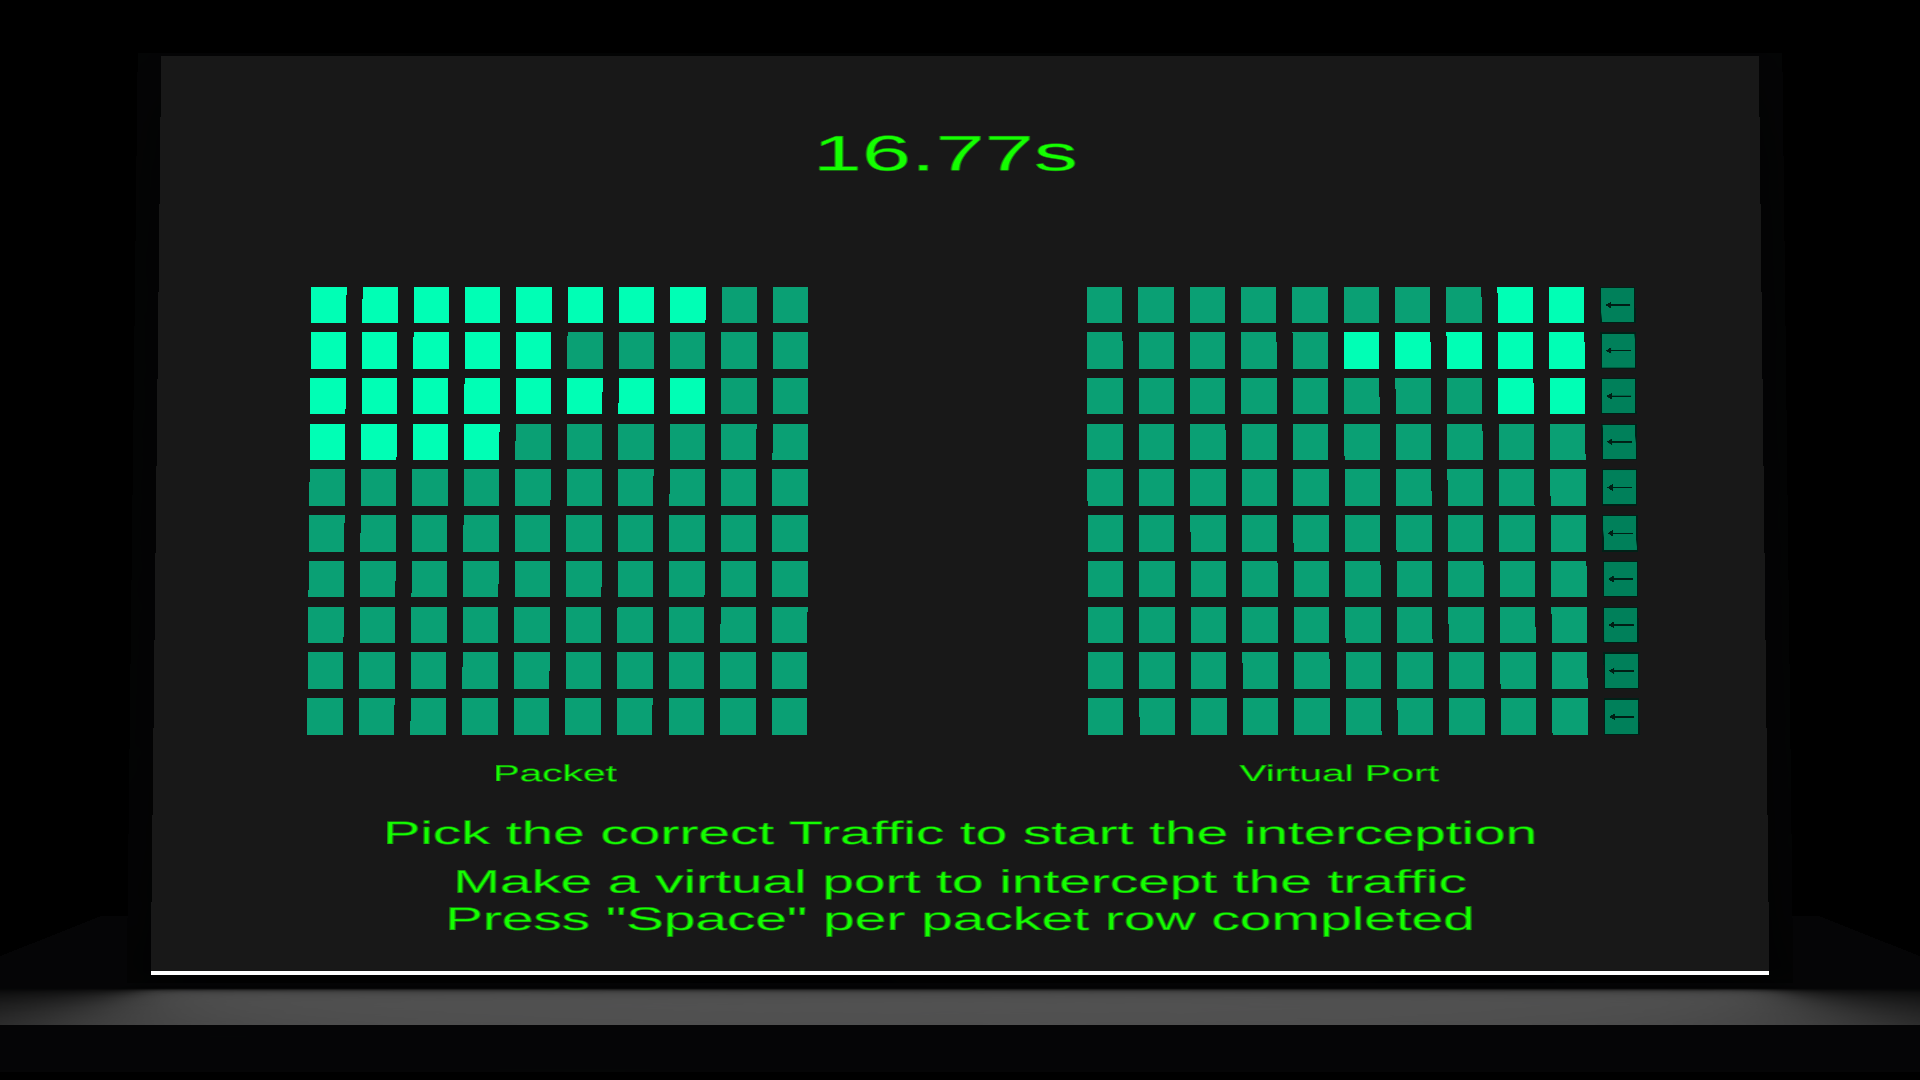 16.77s
Packet
Virtual Port
Pick the correct Traffic to start the interception
Make a virtual port to intercept the traffic
Press "Space" per packet row completed